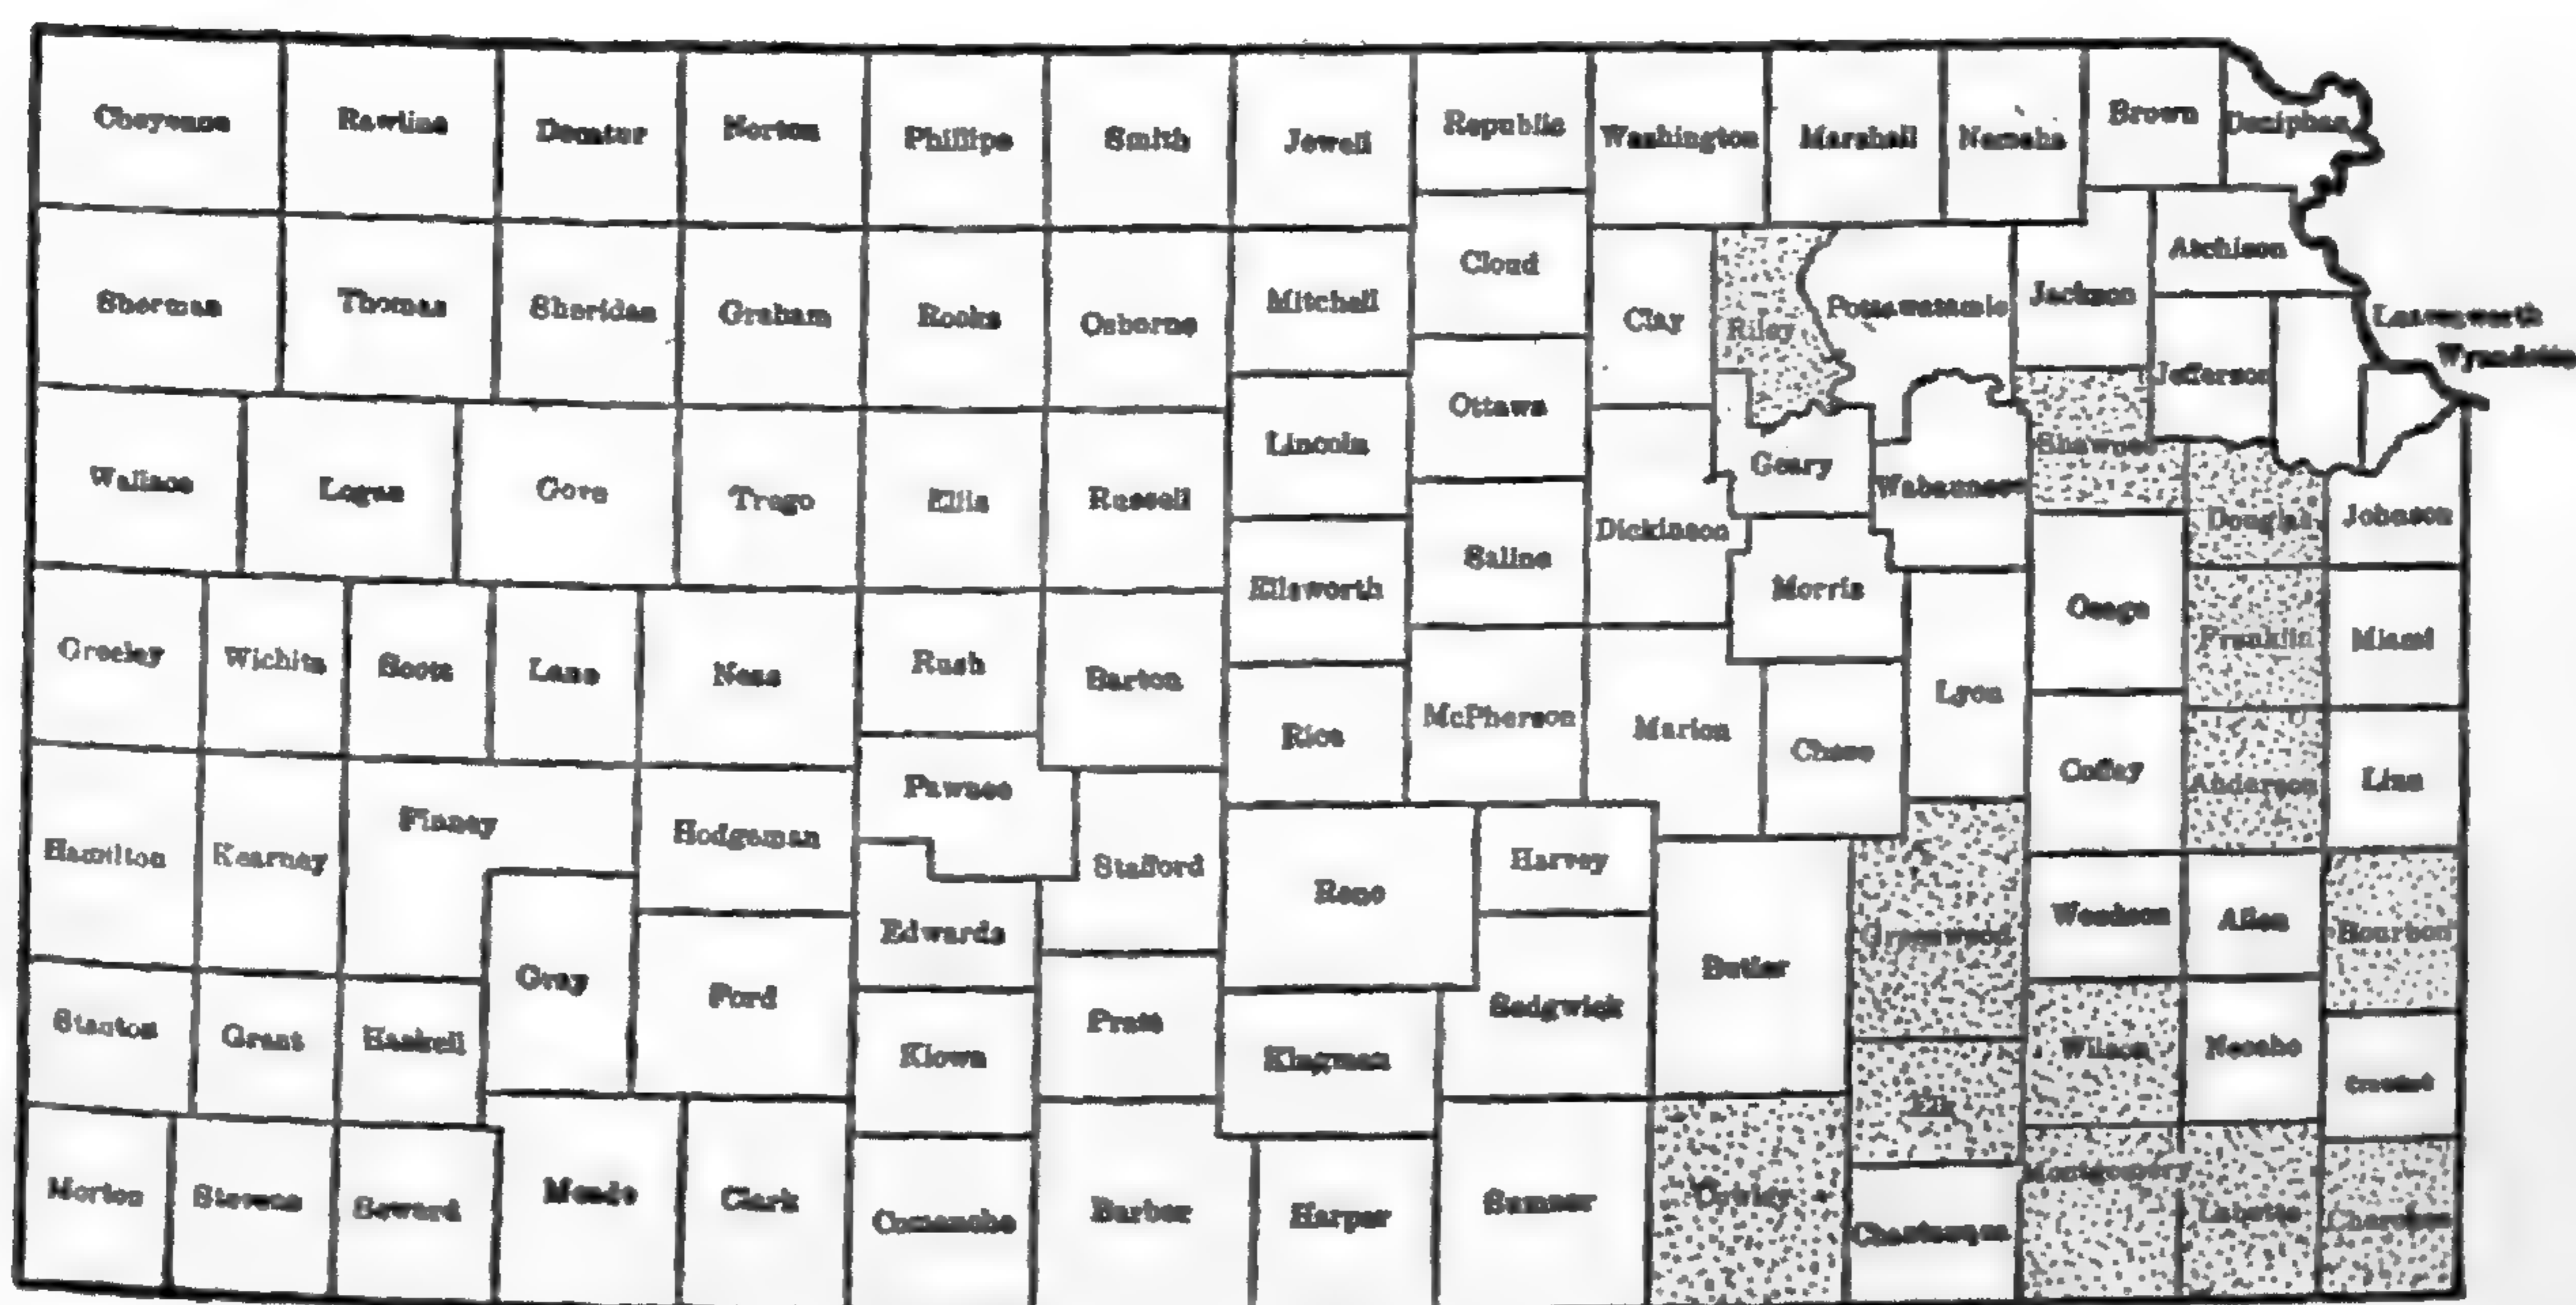 Cheyenne
Rawlins
Decatur
Norton
Phillips
Smith
Jewell
Republic
Washington
Marshall
Nemaha
Brown
Doniphan
Sherman
Thomas
Sheridan
Graham
Rooks
Osborne
Mitchell
Cloud
Clay
Riley
Pottawatamie
Jackson
Atchison
Jefferson
Leavenworth
Wyandotte
Wallace
Logan
Gove
Trego
Ellis
Russell
Lincoln
Ottawa
Dickinson
Geary
Wabaunsee
Shawnee
Douglas
Johnson
Ellsworth
Saline
Morris
Osage
Franklin
Miami
Greeley
Wichita
Scott
Lane
Ness
Rush
Barton
Rice
McPherson
Marion
Chase
Lyon
Coffey
Anderson
Linn
Hamilton
Kearney
Finney
Hodgeman
Pawnee
Stafford
Reno
Harvey
Butler
Greenwood
Woodson
Allen
Bourbon
Gray
Ford
Edwards
Stanton
Grant
Haskell
Kiowa
Pratt
Kingman
Sedgwick
Elk
Wilson
Neosho
Crawford
Morton
Stevens
Seward
Meade
Clark
Comanche
Barber
Harper
Sumner
Cowley
Chautauqua
Montgomery
Labette
Cherokee